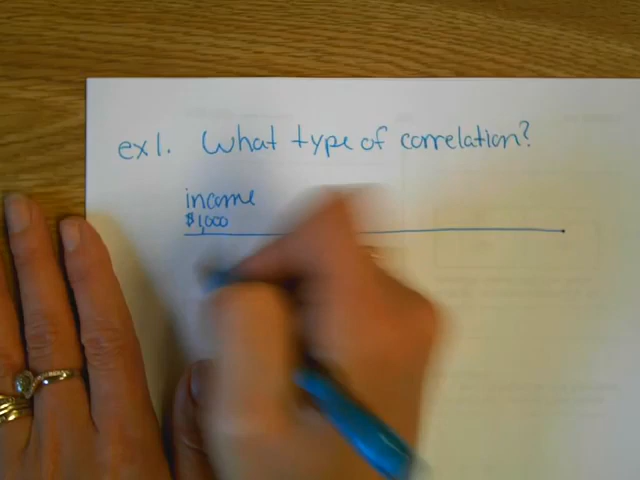 ex1. What type of correlation?
income
$1,000